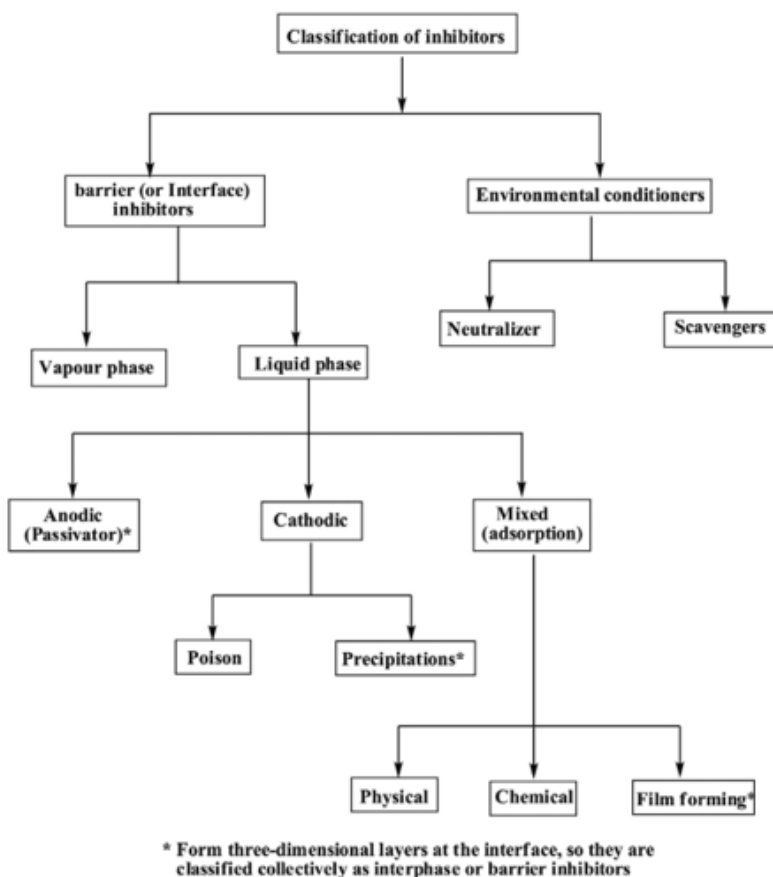 Classification of inhibitors
barrier (or Interface)
inhibitors
Environmental conditioners
Neutralizer
Scavengers
Vapour phase
Liquid phase
Anodic
(Passivator)*
Cathodic
Mixed
(adsorption)
Poison
Precipitations*
Physical
Chemical
Film forming*
* Form three-dimensional layers at the interface, so they are
classified collectively as interphase or barrier inhibitors